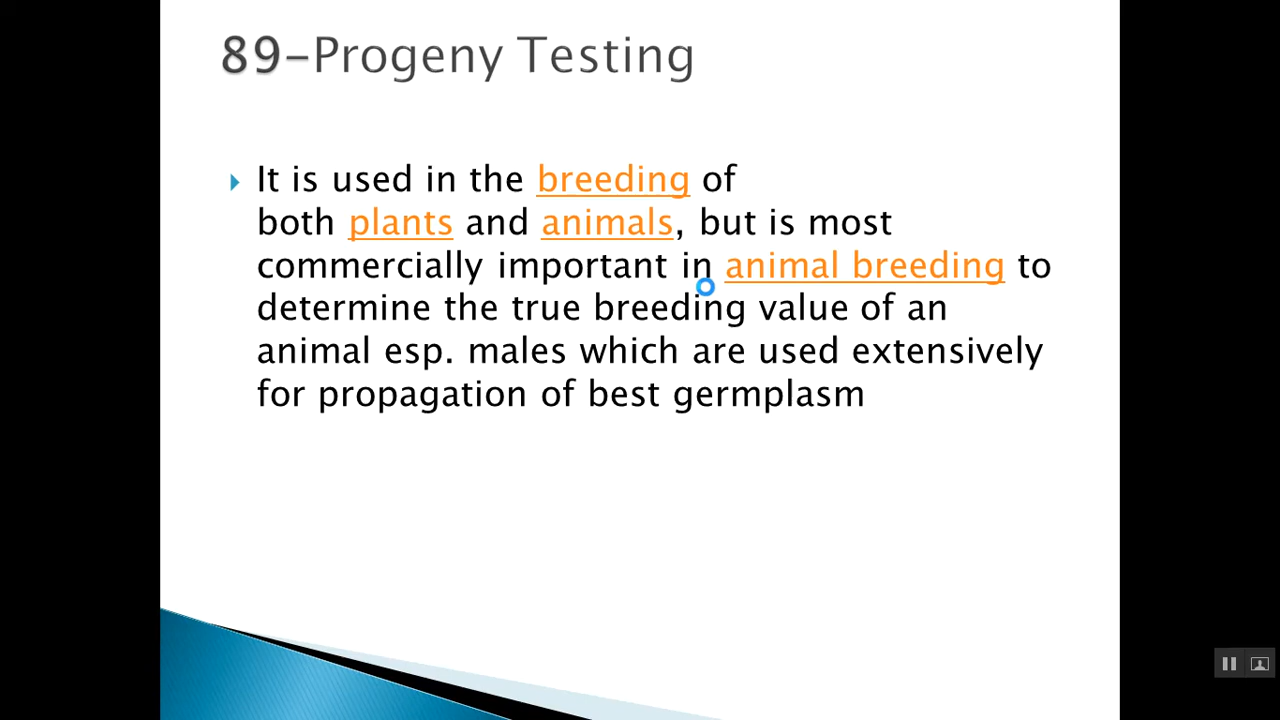 89-Progeny Testing
It is used in the breeding of
both plants and animals, but is most
commercially important in animal breeding to
determine the true breeding value of an
animal esp. males which are used extensively
for propagation of best germplasm